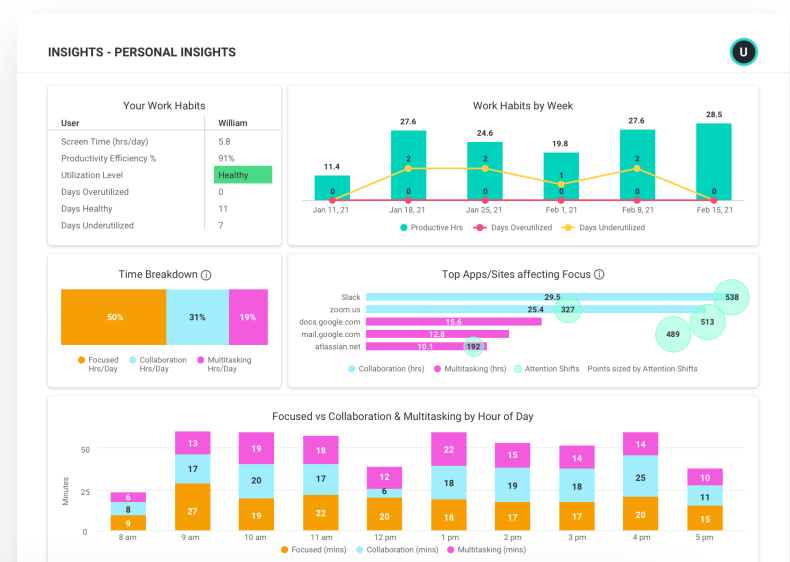 INSIGHTS - PERSONAL INSIGHTS
U
Your Work Habits
User William
Screen Time (hrs/day) 5.8
Productivity Efficiency % 91%
Utilization Level Healthy
Days Overutilized 0
Days Healthy 11
Days Underutilized 7
Work Habits by Week
11.4 27.6 24.6 19.8 27.6 28.5
2 2 1 2
0 0 0 0 0 0
Jan 11, 21 Jan 18, 21 Jan 25, 21 Feb 1, 21 Feb 8, 21 Feb 15, 21
Productive Hrs Days Overutilized Days Underutilized
Time Breakdown
50% 31% 19%
Focused Hrs/Day
Collaboration Hrs/Day
Multitasking Hrs/Day
Top Apps/Sites affecting Focus
Slack 29.5 538
zoom.us 25.4 327
docs.google.com 15.6 513
mail.google.com 12.8 489
atlassian.net 10.1 192
Collaboration (hrs) Multitasking (hrs) Attention Shifts Points sized by Attention Shifts
Focused vs Collaboration & Multitasking by Hour of Day
Minutes
50
25
0
6 13 19 18 12 22 15 14 14 10
8 17 20 17 6 18 19 18 25 11
9 27 19 22 20 18 17 17 20 15
8 am 9 am 10 am 11 am 12 pm 1 pm 2 pm 3 pm 4 pm 5 pm
Focused (mins) Collaboration (mins) Multitasking (mins)